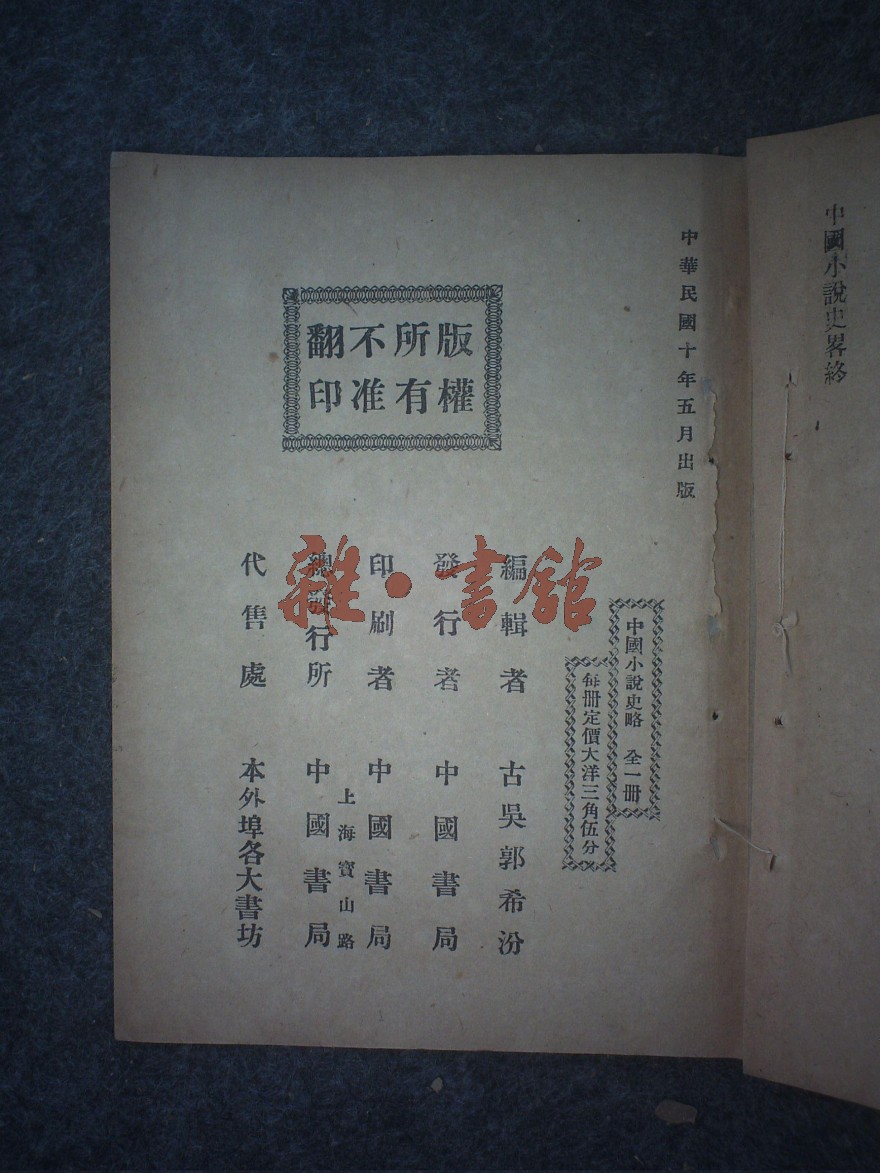 中國小說史畧終
中華民國十年五月出版
中國小說史略　全一册
每册定價大洋三角伍分
版權
所有
不准
翻印
編輯者　古吳郭希汾
發行者　中國書局
印刷者　中國書局
上海寶山路
總發行所　中國書局
代售處　本外埠各大書坊
雜·書館